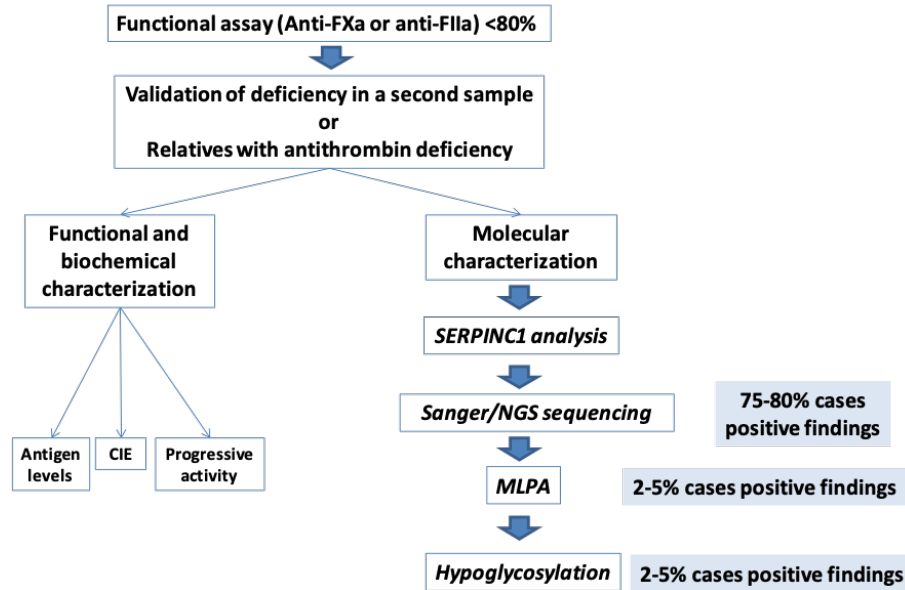 Functional assay (Anti-FXa or anti-FIIa) <80%
Validation of deficiency in a second sample
or
Relatives with antithrombin deficiency
Functional and
biochemical
characterization
Molecular
characterization
SERPINC1 analysis
Sanger/NGS sequencing
75-80% cases
positive findings
Antigen
levels
CIE
Progressive
activity
MLPA
2-5% cases positive findings
Hypoglycosylation
2-5% cases positive findings